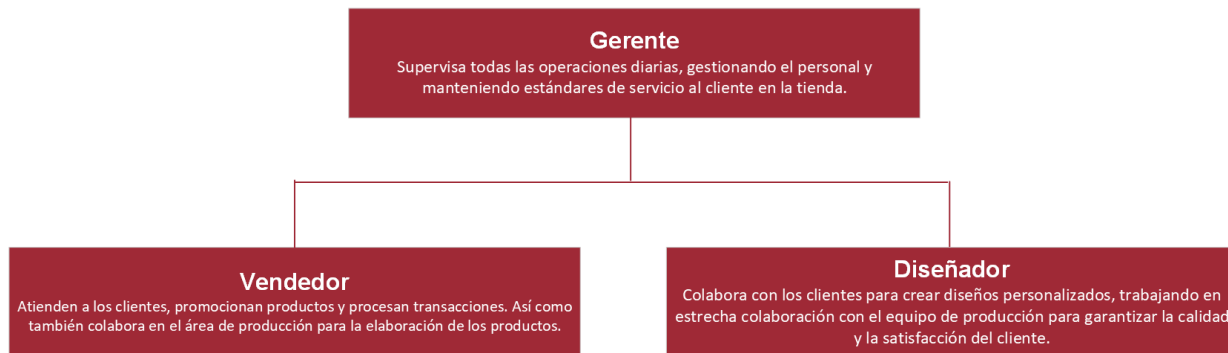 Gerente
Supervisa todas las operaciones diarias, gestionando el personal y
manteniendo estándares de servicio al cliente en la tienda.
Vendedor
Atienden a los clientes, promocionan productos y procesan transacciones. Así como
también colabora en el área de producción para la elaboración de los productos.
Diseñador
Colabora con los clientes para crear diseños personalizados, trabajando en
estrecha colaboración con el equipo de producción para garantizar la calidad
y la satisfacción del cliente.